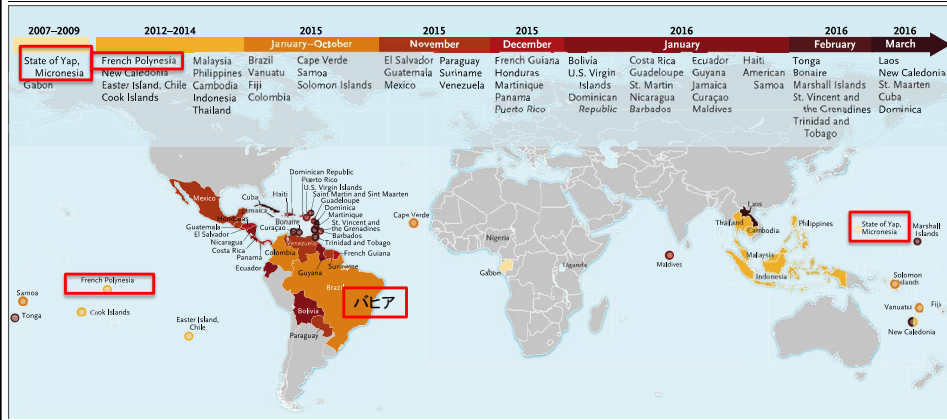 2007–2009
2012–2014
2015
2015
2015
2016
2016
2016
January–October
November
December
January
February
March
State of Yap,
Micronesia
Gabon
French Polynesia
New Caledonia
Easter Island, Chile
Cook Islands
Malaysia
Philippines
Cambodia
Indonesia
Thailand
Brazil
Vanuatu
Fiji
Colombia
Cape Verde
Samoa
Solomon Islands
El Salvador
Guatemala
Mexico
Paraguay
Suriname
Venezuela
French Guiana
Honduras
Martinique
Panama
Puerto Rico
Bolivia
U.S. Virgin
Islands
Dominican
Republic
Costa Rica
Guadeloupe
St. Martin
Nicaragua
Barbados
Ecuador
Guyana
Jamaica
Curaçao
Maldives
Haiti
American
Samoa
Tonga
Bonaire
Marshall Islands
St. Vincent and
the Grenadines
Trinidad and
Tobago
Laos
New Caledonia
St. Maarten
Cuba
Dominica
Mexico
Cuba
Jamaica
Honduras
Guatemala
El Salvador
Nicaragua
Costa Rica
Panama
Ecuador
Haiti
Bonaire
Curaçao
Colombia
Venezuela
Dominican Republic
Puerto Rico
U.S. Virgin Islands
Saint Martin and Sint Maarten
Guadeloupe
Dominica
Martinique
St. Vincent and
the Grenadines
Barbados
Trinidad and Tobago
French Guiana
Suriname
Guyana
Brazil
バヒア
Bolivia
Paraguay
French Polynesia
Samoa
Tonga
Cook Islands
Easter Island,
Chile
Cape Verde
Nigeria
Gabon
Uganda
Maldives
Laos
Thailand
Cambodia
Philippines
Malaysia
Indonesia
State of Yap,
Micronesia
Marshall
Islands
Solomon
Islands
Vanuatu
Fiji
New Caledonia